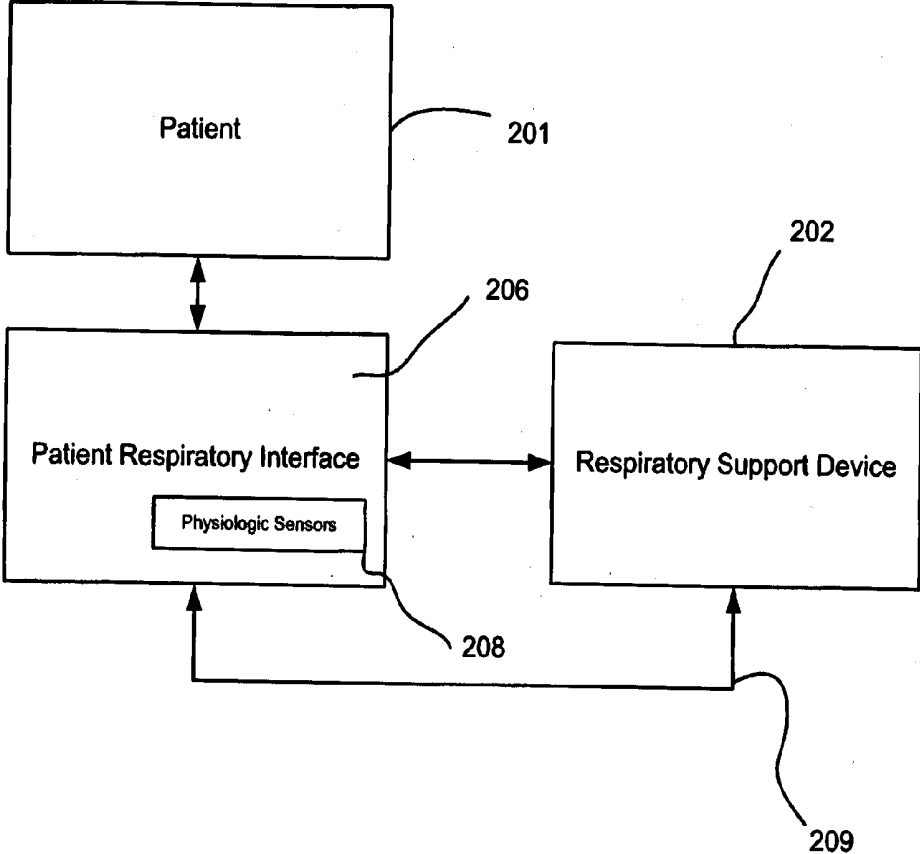 Patient
201
202
206
Patient Respiratory Interface
Respiratory Support Device
Physiologic Sensors
208
209